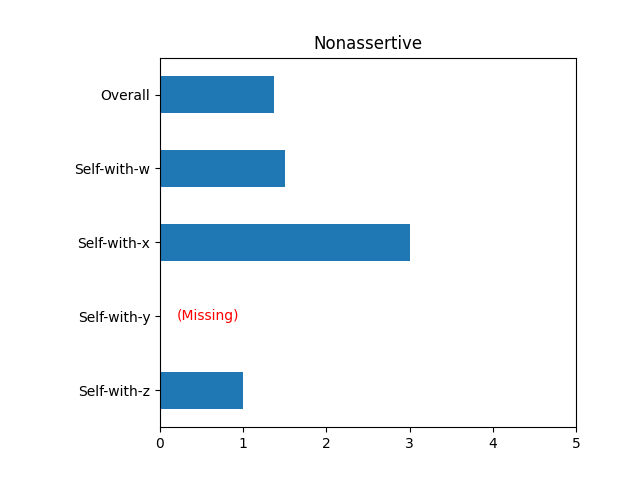 Nonassertive
Overall
Self-with-w
Self-with-x
Self-with-y
(Missing)
Self-with-z
0 1 2 3 4 5